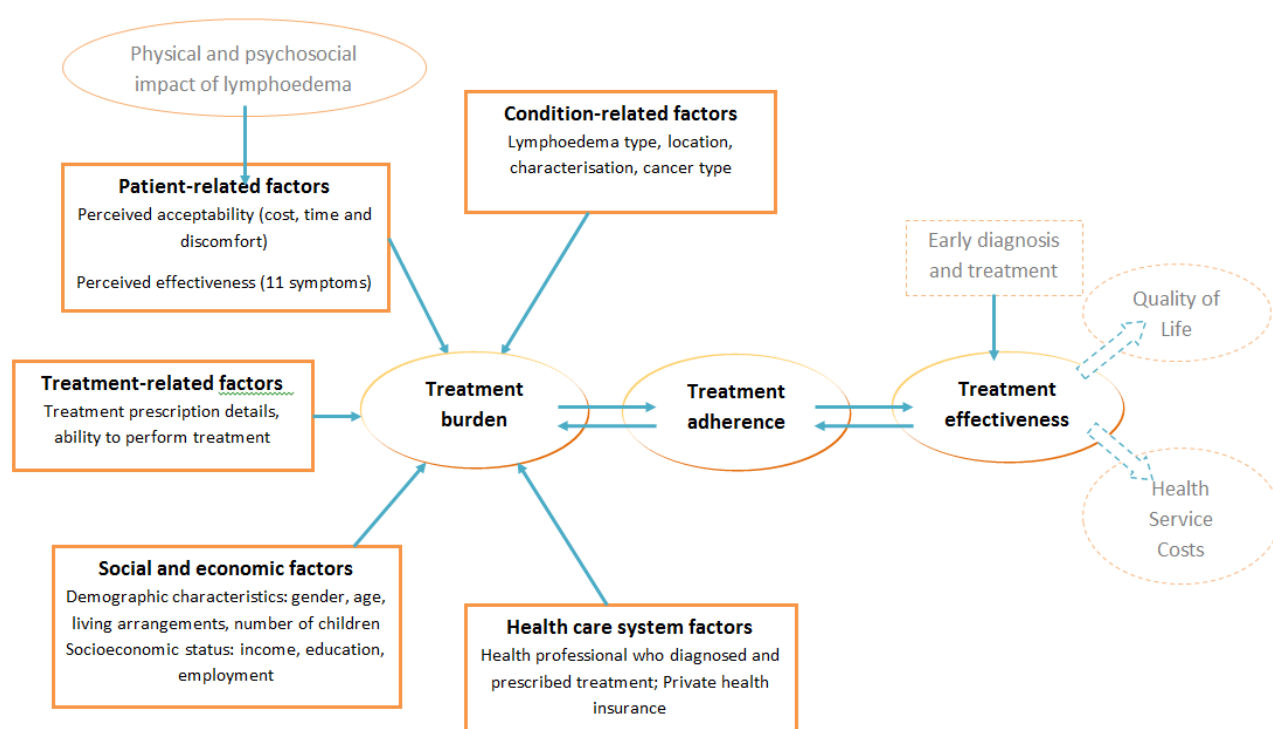 Physical and psychosocial
impact of lymphoedema
Condition-related factors
Lymphoedema type, location,
characterisation, cancer type
Patient-related factors
Perceived acceptability (cost, time and
discomfort)
Perceived effectiveness (11 symptoms)
Early diagnosis
and treatment
Quality of
Life
Treatment-related factors
Treatment prescription details,
ability to perform treatment
Treatment
burden
Treatment
adherence
Treatment
effectiveness
Health
Service
Costs
Social and economic factors
Demographic characteristics: gender, age,
living arrangements, number of children
Socioeconomic status: income, education,
employment
Health care system factors
Health professional who diagnosed and
prescribed treatment; Private health
insurance